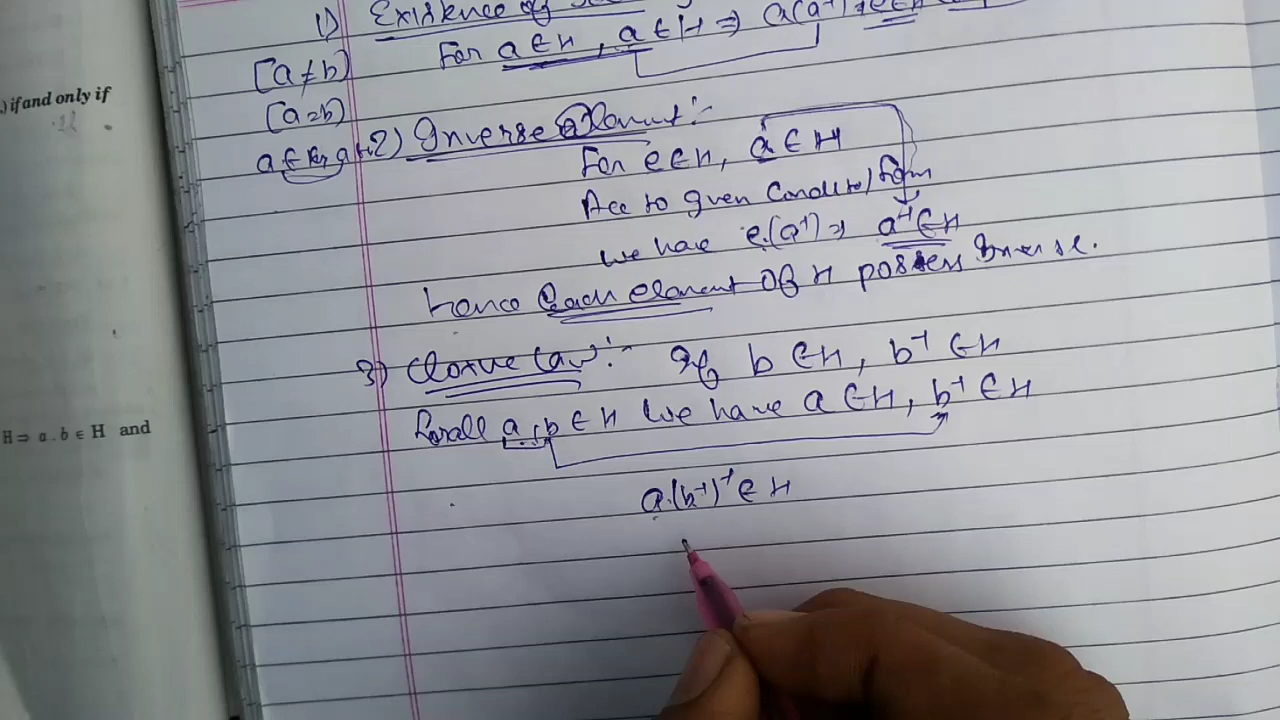 .) if and only if
H ⇒ a . b ∈ H and
1) Existence of
For a∈H, a∈H ⇒ a(a⁻¹) ⇒ e∈H
[a≠b]
[a=b]
2) Inverse element :-
For e∈H, a∈H
Acc to given Condition/form
we have e.(a⁻¹) ⇒ a⁻¹∈H
hence Each element Of H possess Inverse.
3) Closure law :- If b∈H, b⁻¹∈H
for all a, b∈H we have a∈H, b⁻¹∈H
a.(b⁻¹)⁻¹∈H